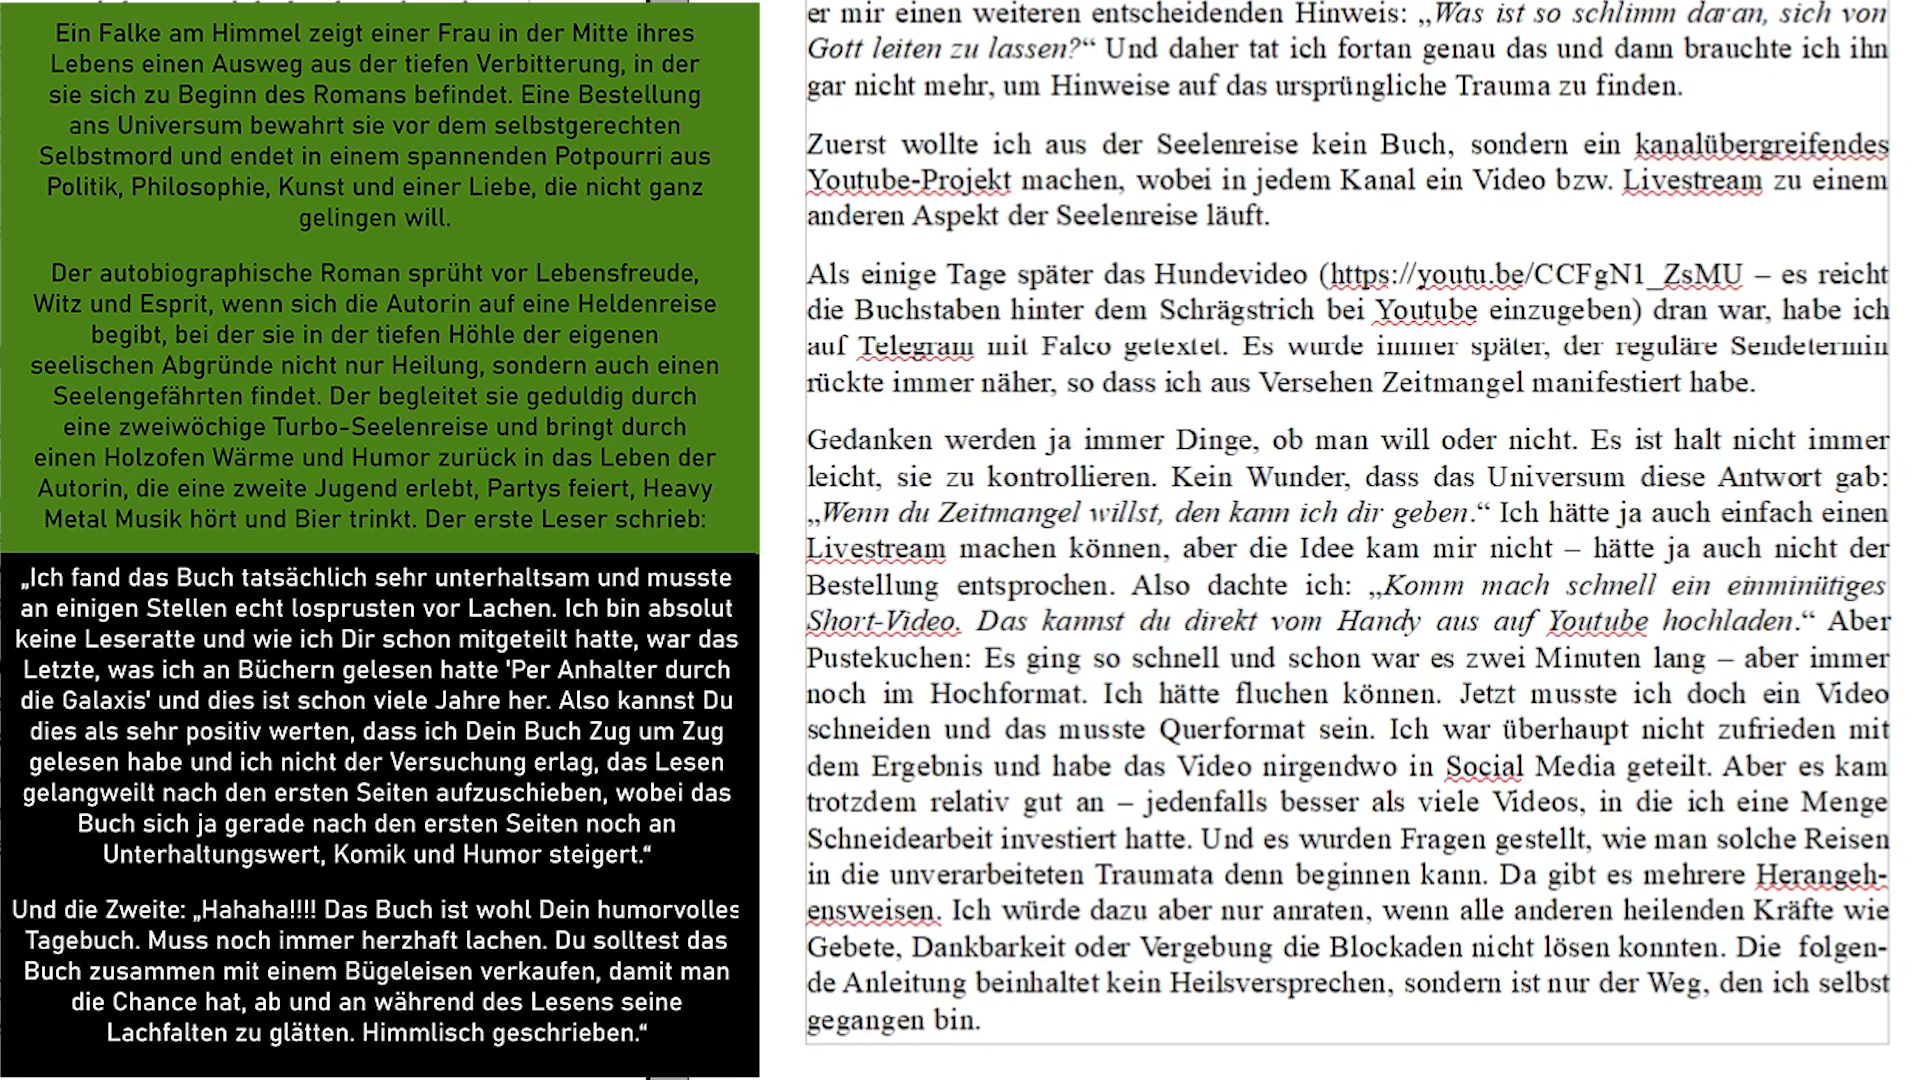 Ein Falke am Himmel zeigt einer Frau in der Mitte ihres
Lebens einen Ausweg aus der tiefen Verbitterung, in der
sie sich zu Beginn des Romans befindet. Eine Bestellung
ans Universum bewahrt sie vor dem selbstgerechten
Selbstmord und endet in einem spannenden Potpourri aus
Politik, Philosophie, Kunst und einer Liebe, die nicht ganz
gelingen will.
Der autobiographische Roman sprüht vor Lebensfreude,
Witz und Esprit, wenn sich die Autorin auf eine Heldenreise
begibt, bei der sie in der tiefen Höhle der eigenen
seelischen Abgründe nicht nur Heilung, sondern auch einen
Seelengefährten findet. Der begleitet sie geduldig durch
eine zweiwöchige Turbo-Seelenreise und bringt durch
einen Holzofen Wärme und Humor zurück in das Leben der
Autorin, die eine zweite Jugend erlebt, Partys feiert, Heavy
Metal Musik hört und Bier trinkt. Der erste Leser schrieb:
„Ich fand das Buch tatsächlich sehr unterhaltsam und musste
an einigen Stellen echt losprusten vor Lachen. Ich bin absolut
keine Leseratte und wie ich Dir schon mitgeteilt hatte, war das
Letzte, was ich an Büchern gelesen hatte 'Per Anhalter durch
die Galaxis' und dies ist schon viele Jahre her. Also kannst Du
dies als sehr positiv werten, dass ich Dein Buch Zug um Zug
gelesen habe und ich nicht der Versuchung erlag, das Lesen
gelangweilt nach den ersten Seiten aufzuschieben, wobei das
Buch sich ja gerade nach den ersten Seiten noch an
Unterhaltungswert, Komik und Humor steigert.“
Und die Zweite: „Hahaha!!!! Das Buch ist wohl Dein humorvolles
Tagebuch. Muss noch immer herzhaft lachen. Du solltest das
Buch zusammen mit einem Bügeleisen verkaufen, damit man
die Chance hat, ab und an während des Lesens seine
Lachfalten zu glätten. Himmlisch geschrieben.“
er mir einen weiteren entscheidenden Hinweis: „Was ist so schlimm daran, sich von
Gott leiten zu lassen?“ Und daher tat ich fortan genau das und dann brauchte ich ihn
gar nicht mehr, um Hinweise auf das ursprüngliche Trauma zu finden.
Zuerst wollte ich aus der Seelenreise kein Buch, sondern ein kanalübergreifendes
Youtube-Projekt machen, wobei in jedem Kanal ein Video bzw. Livestream zu einem
anderen Aspekt der Seelenreise läuft.
Als einige Tage später das Hundevideo (https://youtu.be/CCFgN1_ZsMU – es reicht
die Buchstaben hinter dem Schrägstrich bei Youtube einzugeben) dran war, habe ich
auf Telegram mit Falco getextet. Es wurde immer später, der reguläre Sendetermin
rückte immer näher, so dass ich aus Versehen Zeitmangel manifestiert habe.
Gedanken werden ja immer Dinge, ob man will oder nicht. Es ist halt nicht immer
leicht, sie zu kontrollieren. Kein Wunder, dass das Universum diese Antwort gab:
„Wenn du Zeitmangel willst, den kann ich dir geben.“ Ich hätte ja auch einfach einen
Livestream machen können, aber die Idee kam mir nicht – hätte ja auch nicht der
Bestellung entsprochen. Also dachte ich: „Komm mach schnell ein einminütiges
Short-Video. Das kannst du direkt vom Handy aus auf Youtube hochladen.“ Aber
Pustekuchen: Es ging so schnell und schon war es zwei Minuten lang – aber immer
noch im Hochformat. Ich hätte fluchen können. Jetzt musste ich doch ein Video
schneiden und das musste Querformat sein. Ich war überhaupt nicht zufrieden mit
dem Ergebnis und habe das Video nirgendwo in Social Media geteilt. Aber es kam
trotzdem relativ gut an – jedenfalls besser als viele Videos, in die ich eine Menge
Schneidearbeit investiert hatte. Und es wurden Fragen gestellt, wie man solche Reisen
in die unverarbeiteten Traumata denn beginnen kann. Da gibt es mehrere Herangeh-
ensweisen. Ich würde dazu aber nur anraten, wenn alle anderen heilenden Kräfte wie
Gebete, Dankbarkeit oder Vergebung die Blockaden nicht lösen konnten. Die folgen-
de Anleitung beinhaltet kein Heilsversprechen, sondern ist nur der Weg, den ich selbst
gegangen bin.